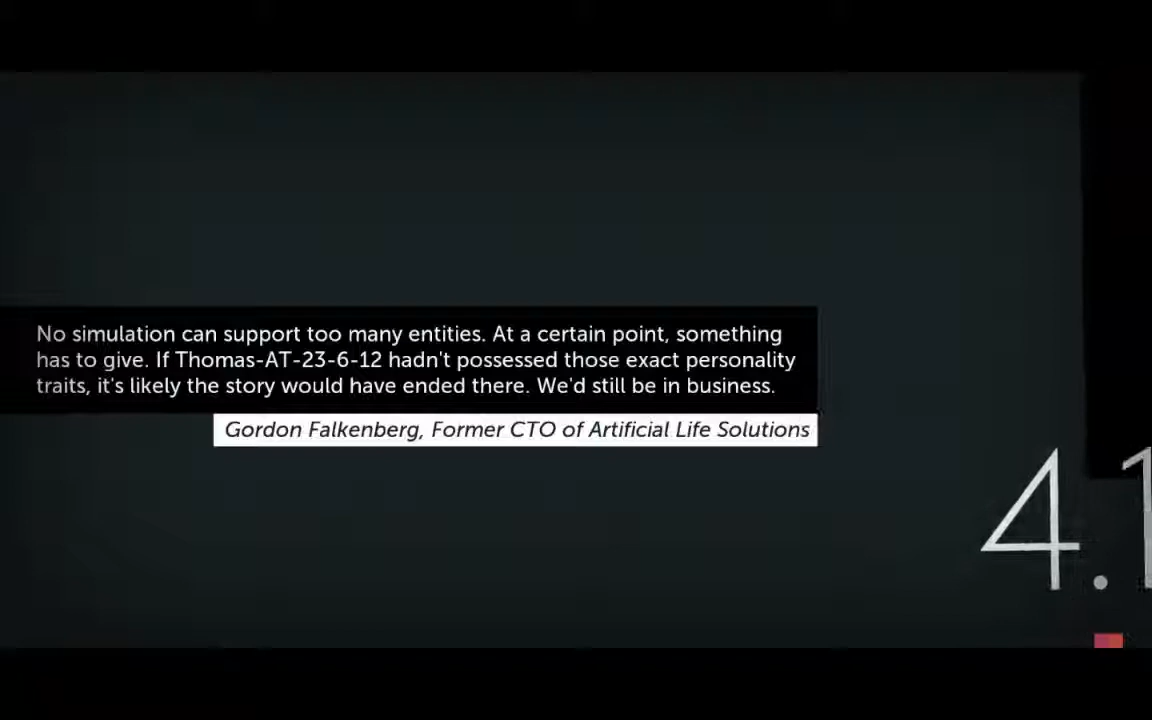 No simulation can support too many entities. At a certain point, something
has to give. If Thomas-AT-23-6-12 hadn't possessed those exact personality
traits, it's likely the story would have ended there. We'd still be in business.
Gordon Falkenberg, Former CTO of Artificial Life Solutions
4.1